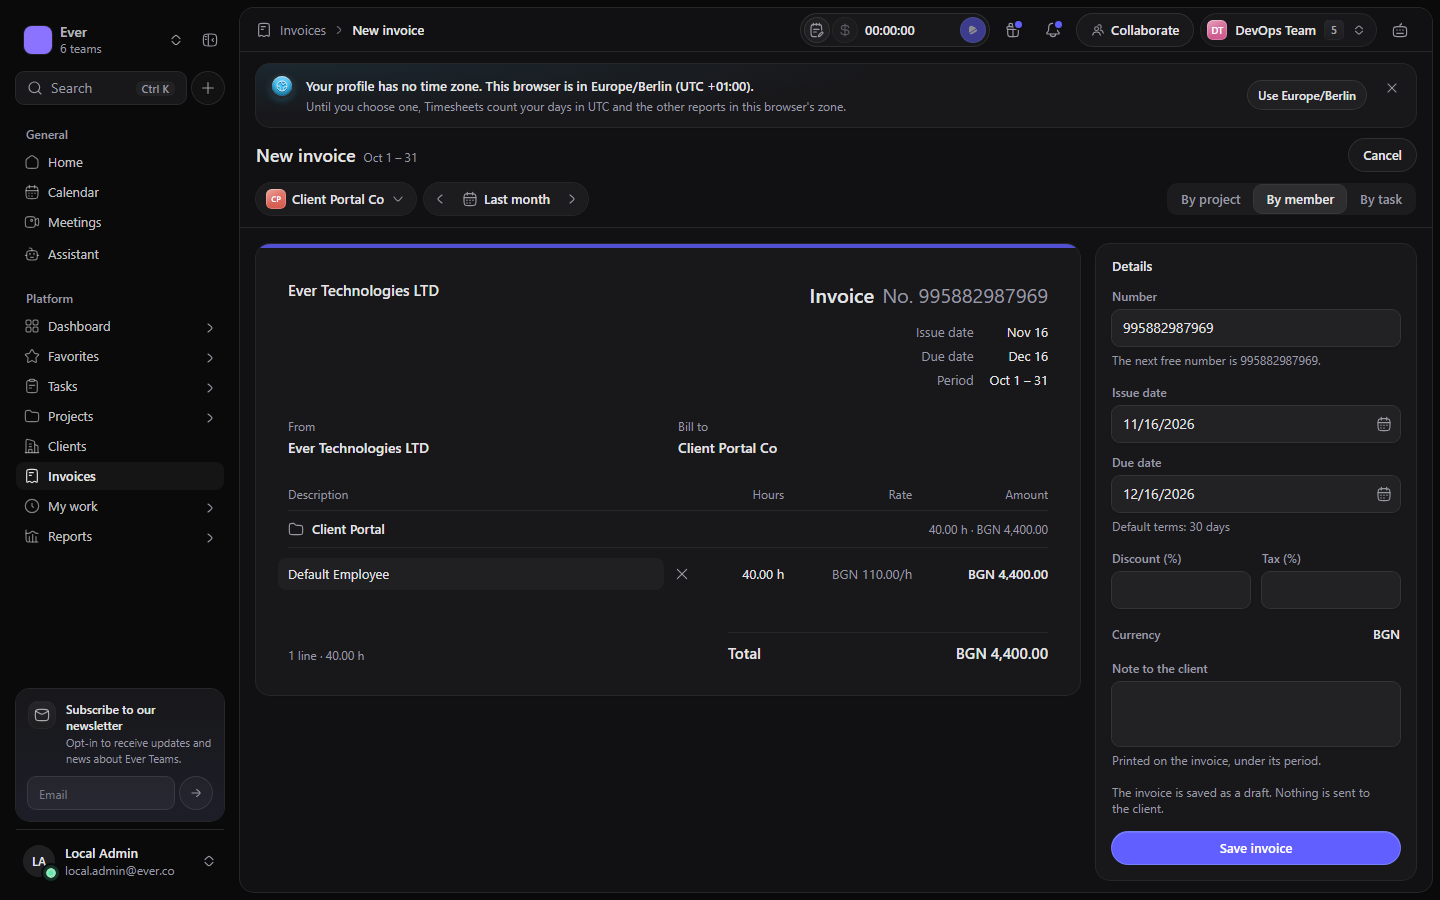 Ever
6 teams
Search
Ctrl K
General
Home
Calendar
Meetings
Assistant
Platform
Dashboard
Favorites
Tasks
Projects
Clients
Invoices
My work
Reports
Subscribe to our
newsletter
Opt-in to receive updates and
news about Ever Teams.
Email
LA
Local Admin
local.admin@ever.co
Invoices
New invoice
00:00:00
Collaborate
DT
DevOps Team
5
Your profile has no time zone. This browser is in Europe/Berlin (UTC +01:00).
Until you choose one, Timesheets count your days in UTC and the other reports in this browser's zone.
Use Europe/Berlin
New invoice
Oct 1 – 31
Cancel
CP
Client Portal Co
Last month
By project
By member
By task
Ever Technologies LTD
Invoice No. 995882987969
Issue date Nov 16
Due date Dec 16
Period Oct 1 – 31
From
Ever Technologies LTD
Bill to
Client Portal Co
Description Hours Rate Amount
Client Portal 40.00 h · BGN 4,400.00
Default Employee 40.00 h BGN 110.00/h BGN 4,400.00
1 line · 40.00 h
Total BGN 4,400.00
Details
Number
995882987969
The next free number is 995882987969.
Issue date
11/16/2026
Due date
12/16/2026
Default terms: 30 days
Discount (%) Tax (%)
Currency BGN
Note to the client
Printed on the invoice, under its period.
The invoice is saved as a draft. Nothing is sent to
the client.
Save invoice